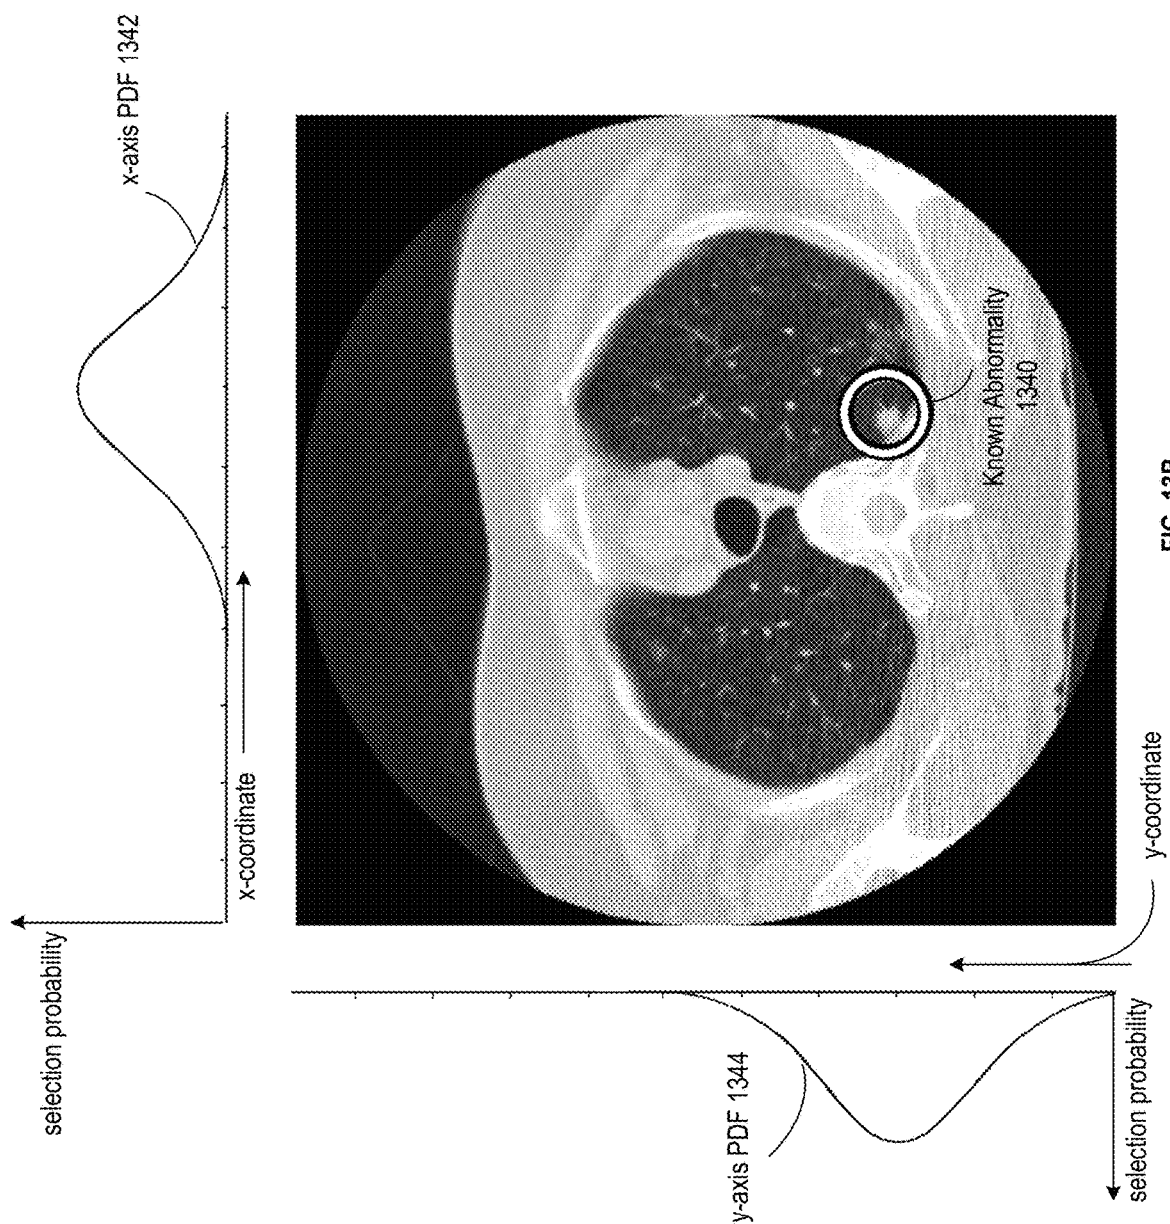 selection probability
x-axis PDF 1342
x-coordinate
Known Abnormality
1340
y-coordinate
y-axis PDF 1344
selection probability